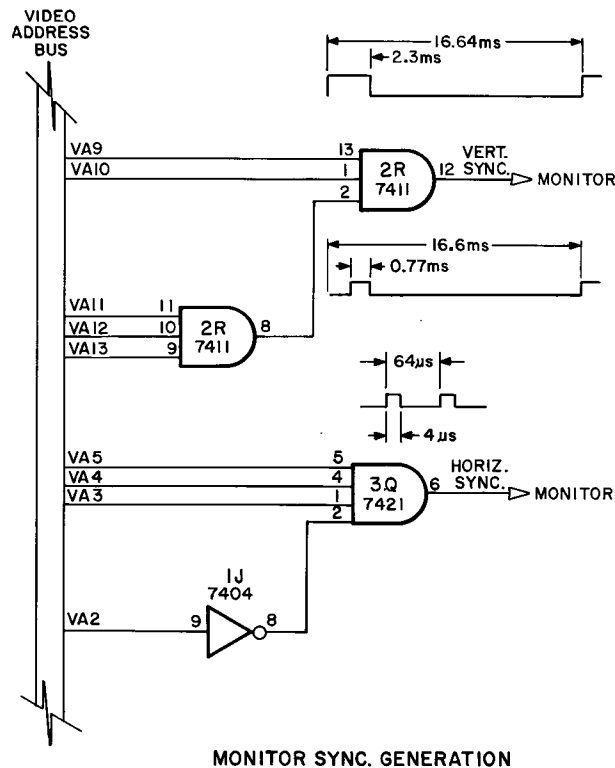 VIDEO
ADDRESS
BUS
16.64ms
2.3ms
VA9
VA10
13
1
2
2R
7411
12
VERT.
SYNC.
MONITOR
16.6ms
0.77ms
VA11
VA12
VA13
11
10
9
2R
7411
8
64µs
4µs
VA5
VA4
VA3
5
4
1
2
3Q
7421
6
HORIZ.
SYNC.
MONITOR
1J
7404
VA2
9
8
MONITOR SYNC. GENERATION